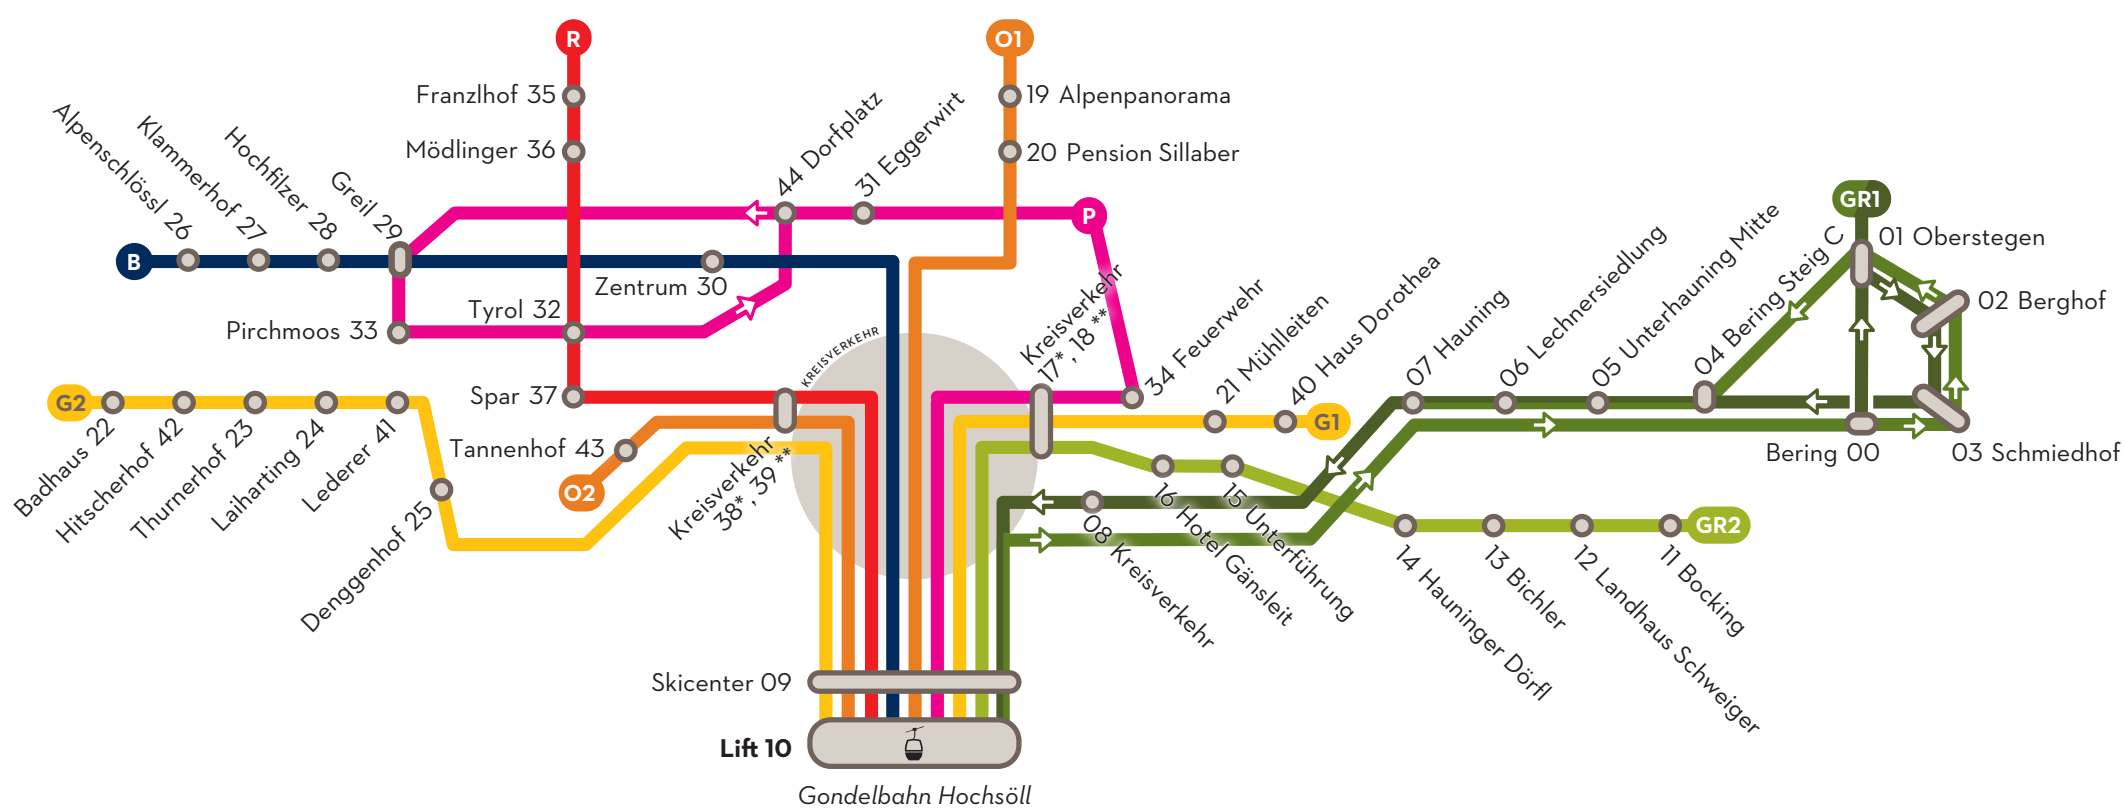 R
O1
Franzlhof 35
19 Alpenpanorama
Mödlinger 36
20 Pension Sillaber
Alpenschlössl 26
Klammerhof 27
Hochfilzer 28
Greil 29
44 Dorfplatz
31 Eggerwirt
P
B
Zentrum 30
Tyrol 32
Pirchmoos 33
GR1
01 Oberstegen
02 Berghof
03 Schmiedhof
Bering 00
04 Bering Steig C
05 Unterhauning Mitte
06 Lechnersiedlung
07 Hauning
KREISVERKEHR
Kreisverkehr
17*, 18 **
34 Feuerwehr
21 Mühlleiten
40 Haus Dorothea
G1
Spar 37
G2
Badhaus 22
Hitscherhof 42
Thurnerhof 23
Laiharting 24
Lederer 41
Denggenhof 25
Tannenhof 43
O2
Kreisverkehr
38*, 39 **
08 Kreisverkehr
16 Hotel Gänsleit
15 Unterführung
14 Hauninger Dörfl
13 Bichler
12 Landhaus Schweiger
11 Bocking
GR2
Skicenter 09
Lift 10
Gondelbahn Hochsöll